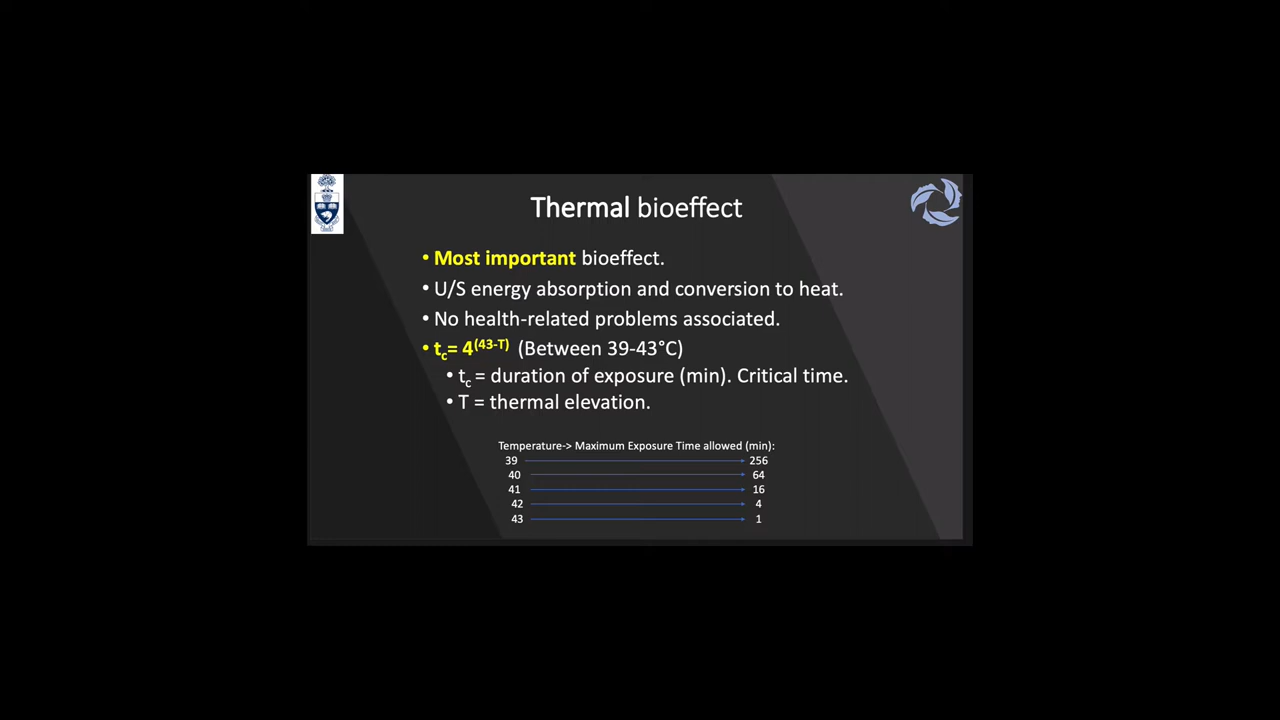 Thermal bioeffect
• Most important bioeffect.
• U/S energy absorption and conversion to heat.
• No health-related problems associated.
• tc= 4(43-T) (Between 39-43°C)
• tc = duration of exposure (min). Critical time.
• T = thermal elevation.
Temperature-> Maximum Exposure Time allowed (min):
39 256
40 64
41 16
42 4
43 1